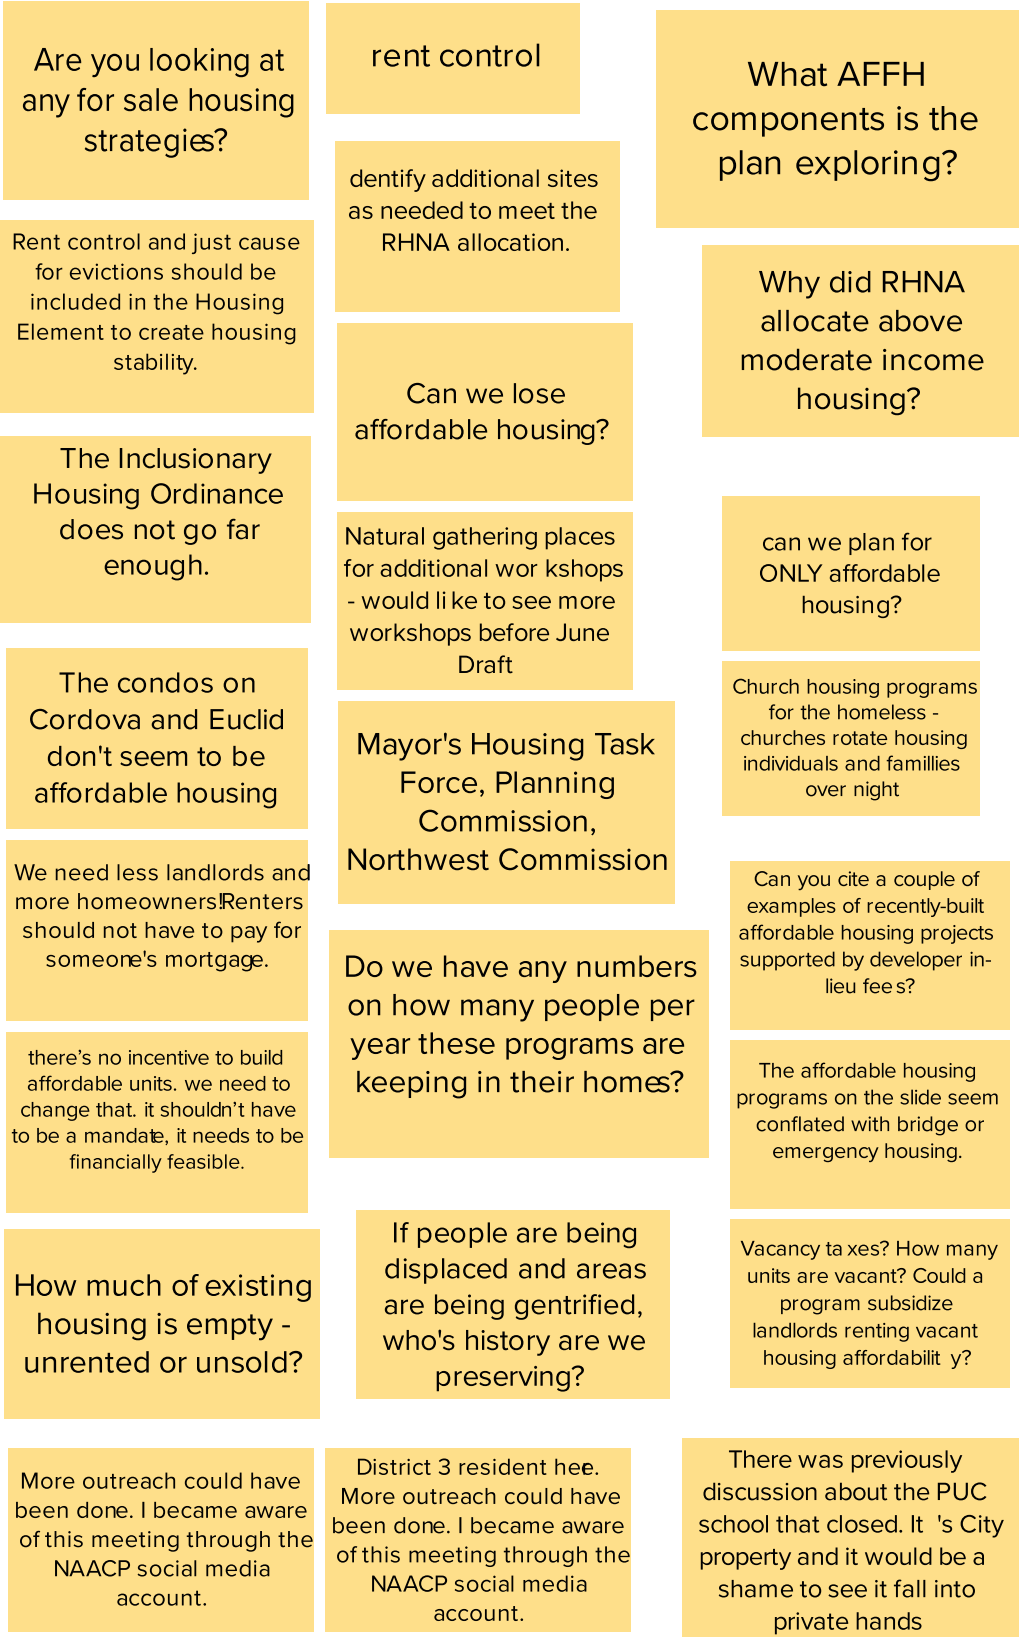 Are you looking at
any for sale housing
strategies?
Rent control and just cause
for evictions should be
included in the Housing
Element to create housing
stability.
The Inclusionary
Housing Ordinance
does not go far
enough.
The condos on
Cordova and Euclid
don't seem to be
affordable housing
We need less landlords and
more homeowners!Renters
should not have to pay for
someone's mortgage.
there's no incentive to build
affordable units. we need to
change that. it shouldn't have
to be a mandate, it needs to be
financially feasible.
How much of existing
housing is empty -
unrented or unsold?
More outreach could have
been done. I became aware
of this meeting through the
NAACP social media
account.
rent control
dentify additional sites
as needed to meet the
RHNA allocation.
Can we lose
affordable housing?
Natural gathering places
for additional wor kshops
- would li ke to see more
workshops before June
Draft
Mayor's Housing Task
Force, Planning
Commission,
Northwest Commission
Do we have any numbers
on how many people per
year these programs are
keeping in their homes?
If people are being
displaced and areas
are being gentrified,
who's history are we
preserving?
District 3 resident here.
More outreach could have
been done. I became aware
of this meeting through the
NAACP social media
account.
What AFFH
components is the
plan exploring?
Why did RHNA
allocate above
moderate income
housing?
can we plan for
ONLY affordable
housing?
Church housing programs
for the homeless -
churches rotate housing
individuals and famillies
over night
Can you cite a couple of
examples of recently-built
affordable housing projects
supported by developer in-
lieu fee s?
The affordable housing
programs on the slide seem
conflated with bridge or
emergency housing.
Vacancy ta xes? How many
units are vacant? Could a
program subsidize
landlords renting vacant
housing affordabilit y?
There was previously
discussion about the PUC
school that closed. It 's City
property and it would be a
shame to see it fall into
private hands